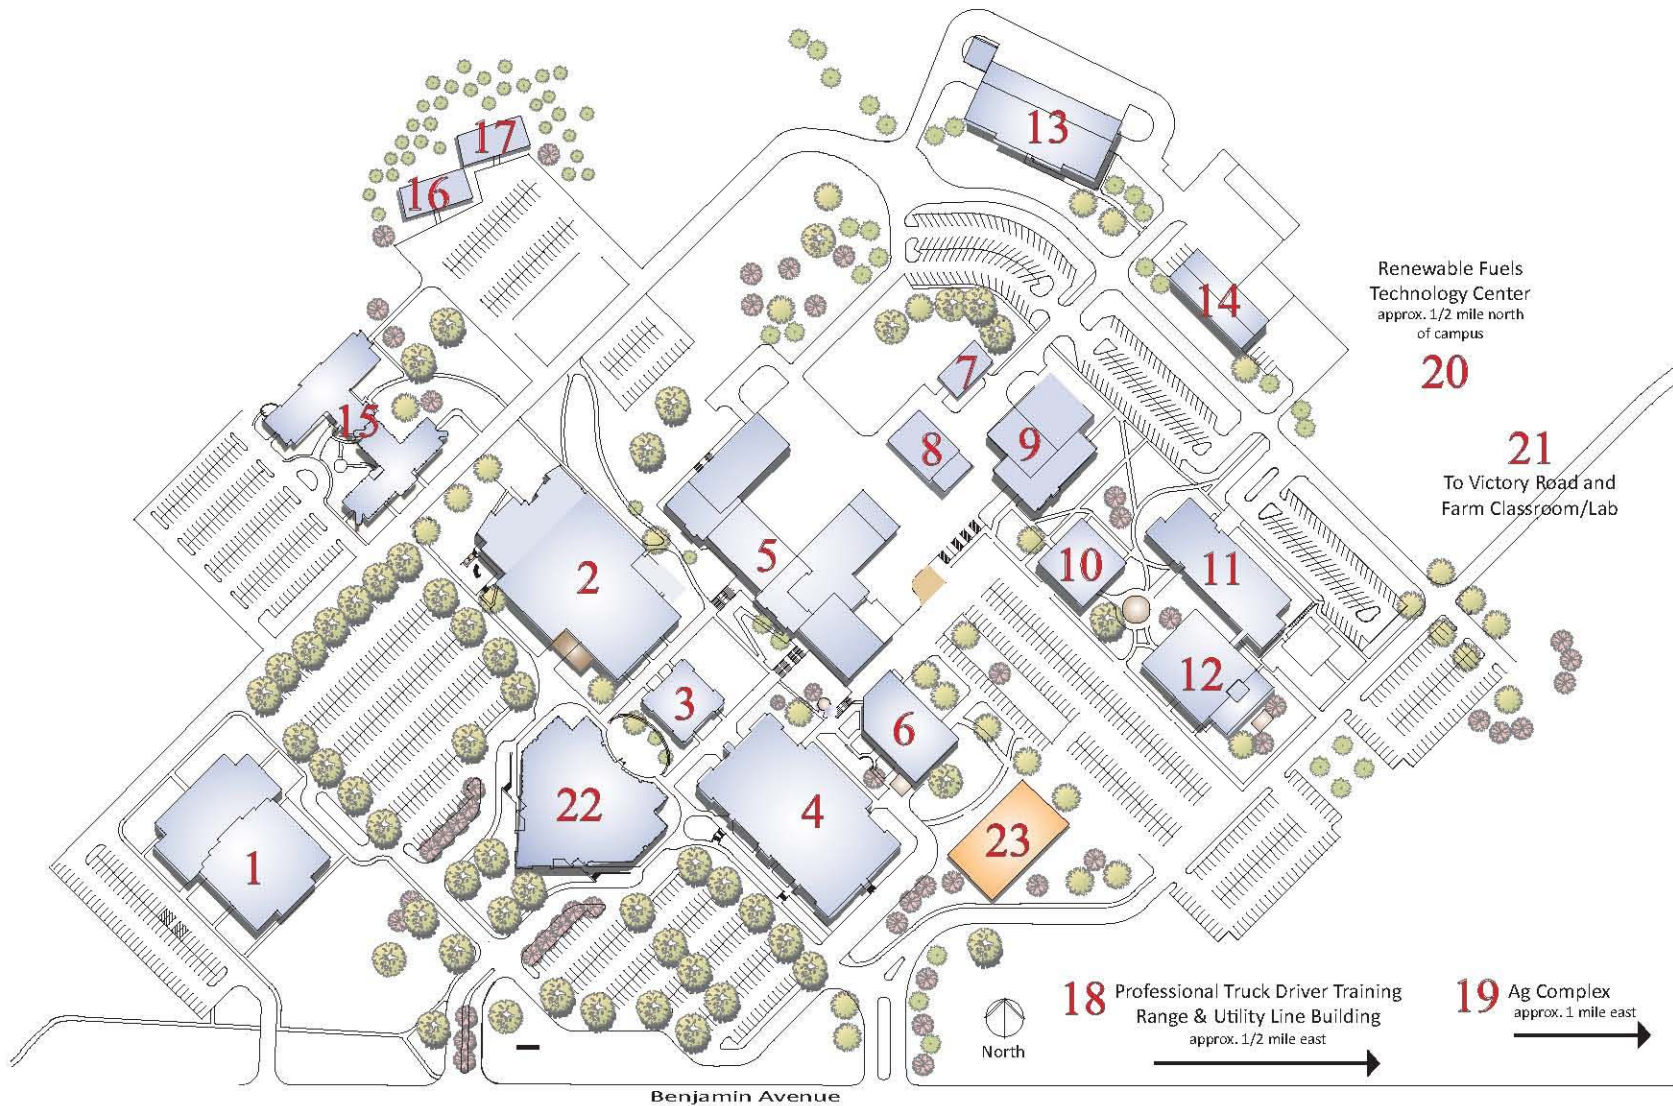 17
13
16
Renewable Fuels
Technology Center
approx. 1/2 mile north
of campus
20
14
7
15
8
9
21
To Victory Road and
Farm Classroom/Lab
5
2
10
11
3
12
6
22
4
23
1
18 Professional Truck Driver Training
Range & Utility Line Building
approx. 1/2 mile east
19 Ag Complex
approx. 1 mile east
North
Benjamin Avenue